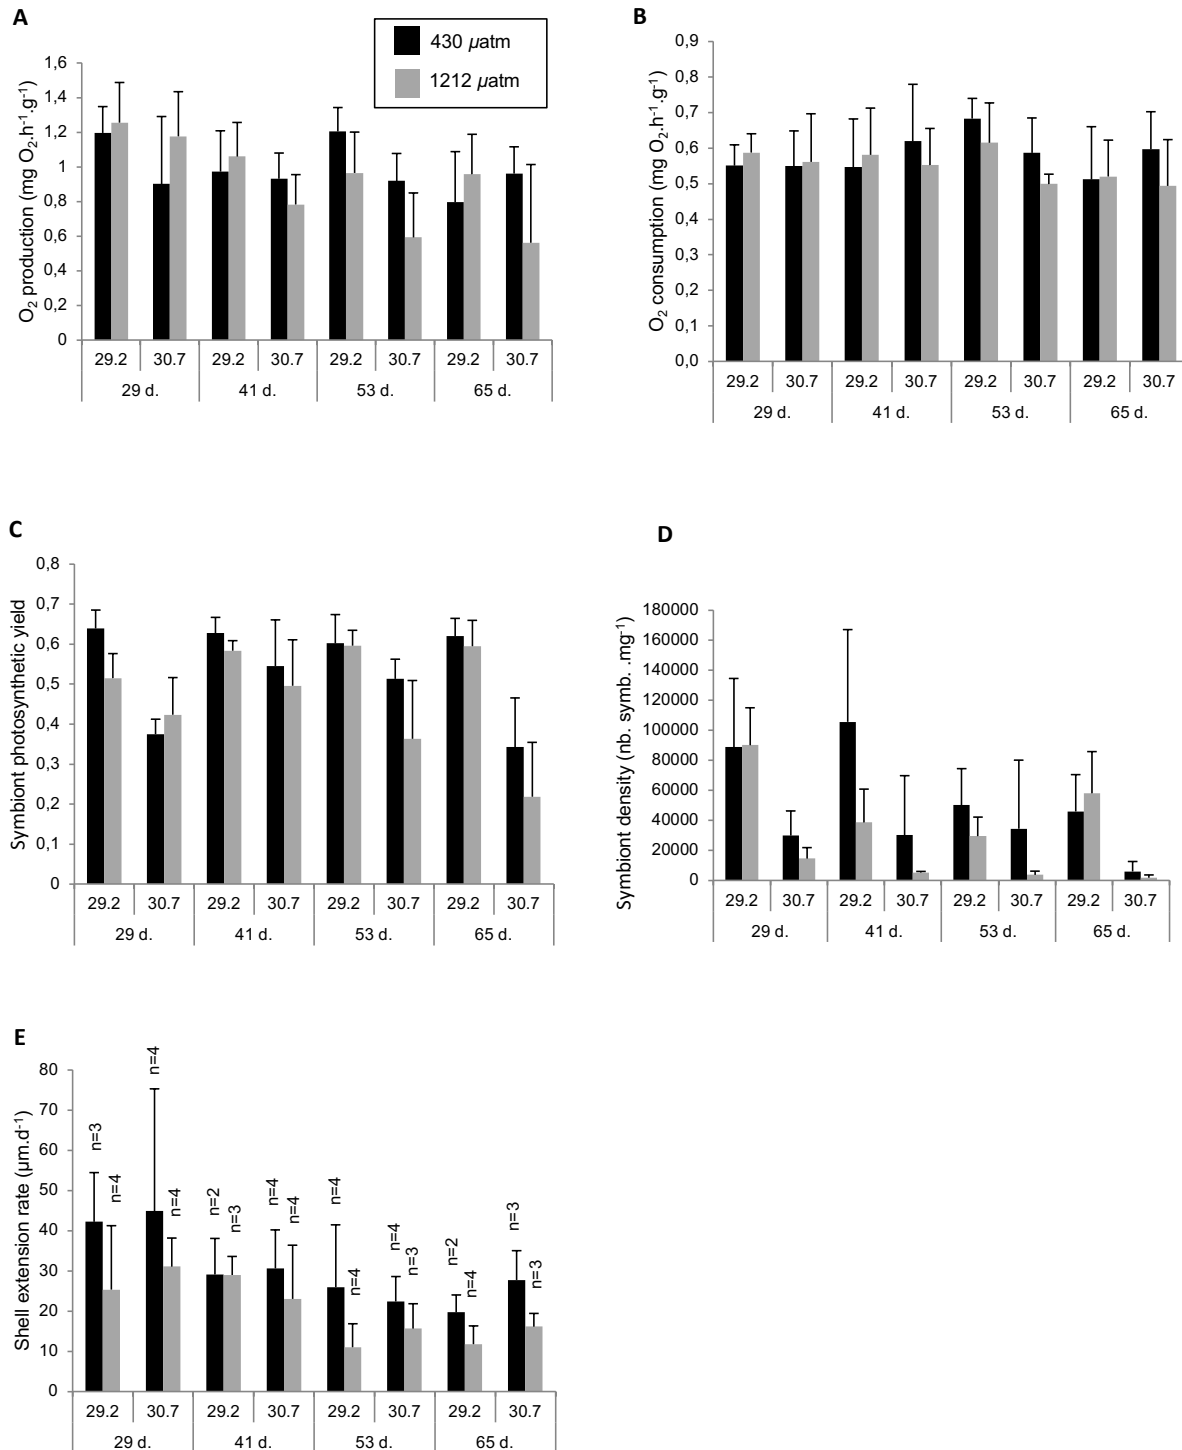 A
430 µatm
1212 µatm
O2 production (mg O2.h-1.g-1)
1,6
1,4
1,2
1
0,8
0,6
0,4
0,2
0
29.2 30.7 29.2 30.7 29.2 30.7 29.2 30.7
29 d. 41 d. 53 d. 65 d.
B
O2 consumption (mg O2.h-1.g-1)
0,9
0,8
0,7
0,6
0,5
0,4
0,3
0,2
0,1
0,0
29.2 30.7 29.2 30.7 29.2 30.7 29.2 30.7
29 d. 41 d. 53 d. 65 d.
C
Symbiont photosynthetic yield
0,8
0,7
0,6
0,5
0,4
0,3
0,2
0,1
0
29.2 30.7 29.2 30.7 29.2 30.7 29.2 30.7
29 d. 41 d. 53 d. 65 d.
D
Symbiont density (nb. symb. .mg-1)
180000
160000
140000
120000
100000
80000
60000
40000
20000
0
29.2 30.7 29.2 30.7 29.2 30.7 29.2 30.7
29 d. 41 d. 53 d. 65 d.
E
Shell extension rate (µm.d-1)
80
70
60
50
40
30
20
10
0
n=3 n=4 n=4 n=4 n=2 n=3 n=4 n=4 n=4 n=4 n=4 n=3 n=2 n=4 n=3 n=3
29.2 30.7 29.2 30.7 29.2 30.7 29.2 30.7
29 d. 41 d. 53 d. 65 d.